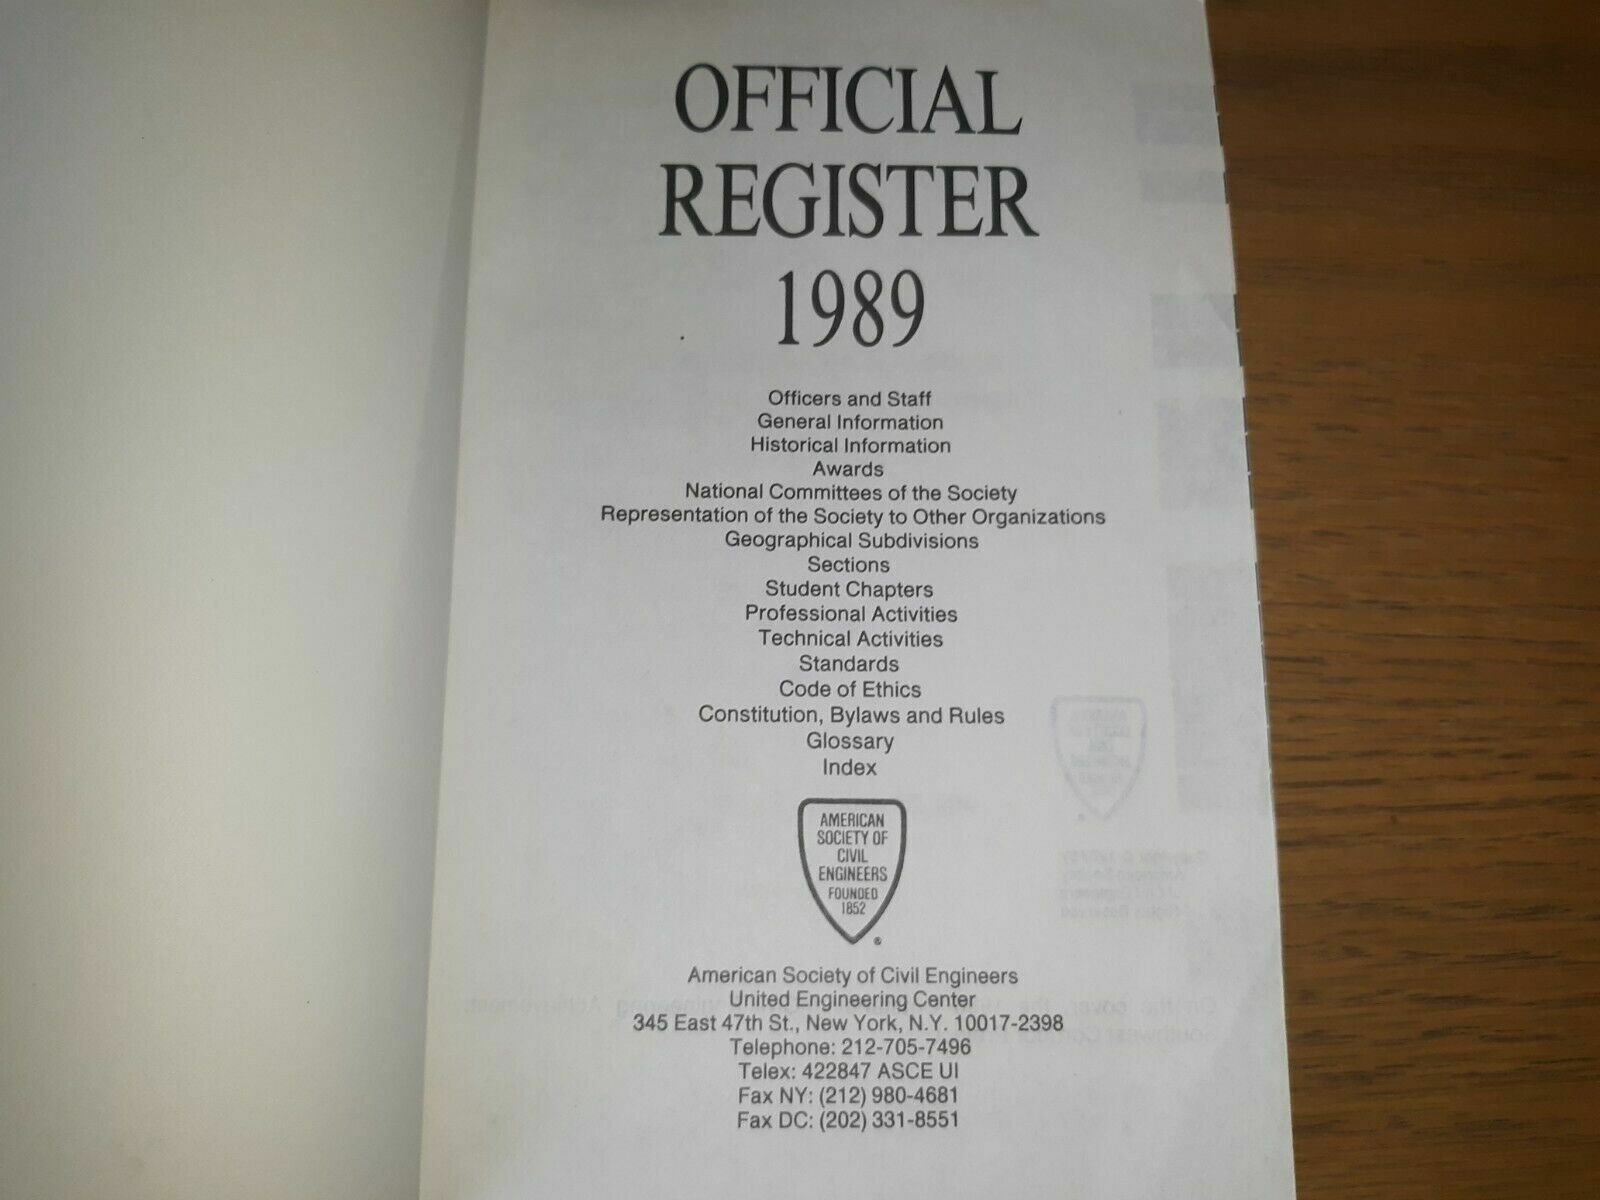 OFFICIAL
REGISTER
1989
Officers and Staff
General Information
Historical Information
Awards
National Committees of the Society
Representation of the Society to Other Organizations
Geographical Subdivisions
Sections
Student Chapters
Professional Activities
Technical Activities
Standards
Code of Ethics
Constitution, Bylaws and Rules
Glossary
Index
AMERICAN
SOCIETY OF
CIVIL
ENGINEERS
FOUNDED
1852
®
American Society of Civil Engineers
United Engineering Center
345 East 47th St., New York, N.Y. 10017-2398
Telephone: 212-705-7496
Telex: 422847 ASCE UI
Fax NY: (212) 980-4681
Fax DC: (202) 331-8551